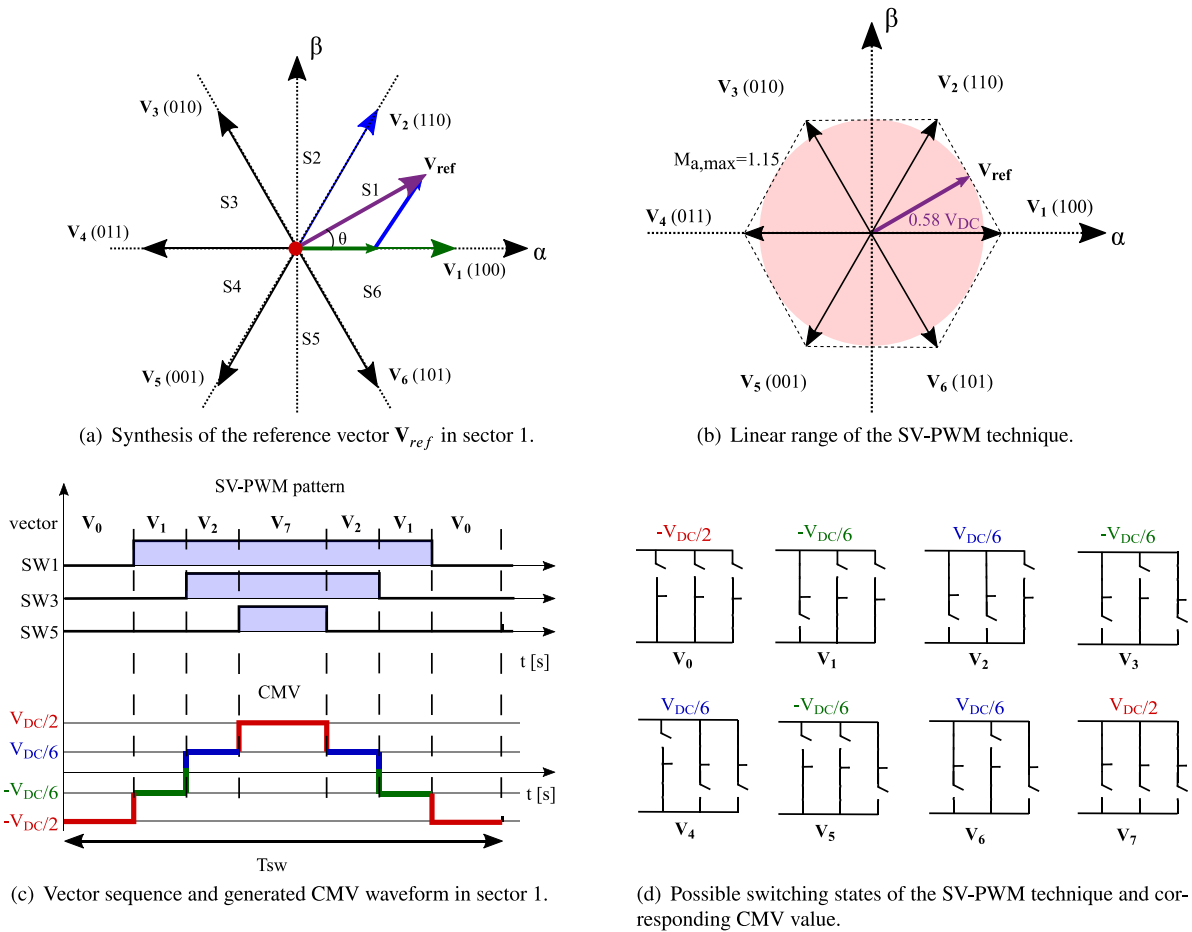 β
V3 (010)
V2 (110)
S2
Vref
S3
S1
V4 (011)
θ
α
V1 (100)
S4
S6
S5
V5 (001)
V6 (101)
(a) Synthesis of the reference vector Vref in sector 1.
β
V3 (010)
V2 (110)
Ma,max=1.15
Vref
V4 (011)
0.58 VDC
V1 (100)
α
V5 (001)
V6 (101)
(b) Linear range of the SV-PWM technique.
SV-PWM pattern
vector V0 V1 V2 V7 V2 V1 V0
SW1
SW3
SW5
t [s]
CMV
VDC/2
VDC/6
-VDC/6
t [s]
-VDC/2
Tsw
(c) Vector sequence and generated CMV waveform in sector 1.
-VDC/2 -VDC/6 VDC/6 -VDC/6
V0 V1 V2 V3
VDC/6 -VDC/6 VDC/6 VDC/2
V4 V5 V6 V7
(d) Possible switching states of the SV-PWM technique and cor-
responding CMV value.